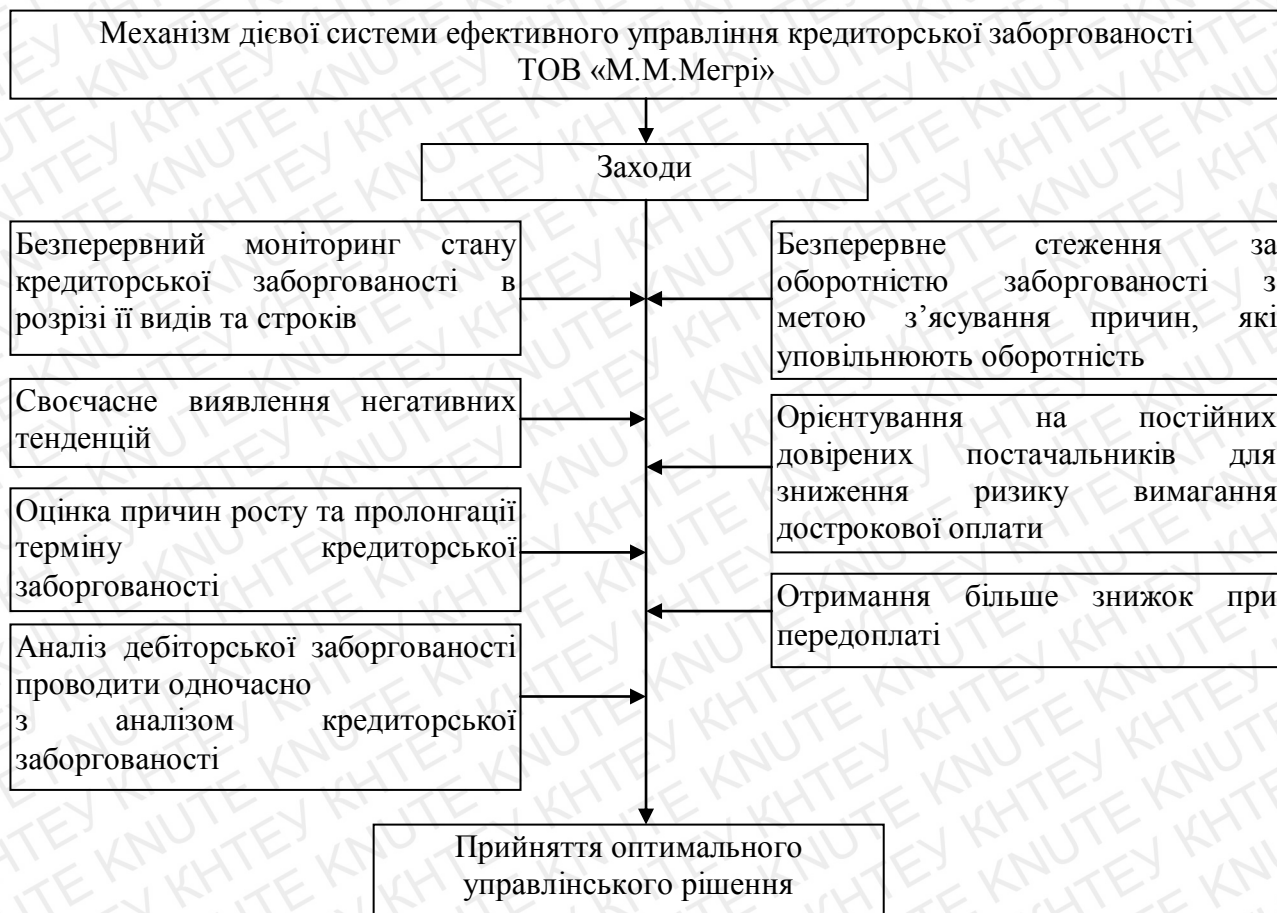 Механізм дієвої системи ефективного управління кредиторської заборгованості
ТОВ «М.М.Мегрі»
Заходи
Безперервний моніторинг стану
кредиторської заборгованості в
розрізі її видів та строків
Своєчасне виявлення негативних
тенденцій
Оцінка причин росту та пролонгації
терміну кредиторської
заборгованості
Аналіз дебіторської заборгованості
проводити одночасно
з аналізом кредиторської
заборгованості
Безперервне стеження за
оборотністю заборгованості з
метою з’ясування причин, які
уповільнюють оборотність
Орієнтування на постійних
довірених постачальників для
зниження ризику вимагання
дострокової оплати
Отримання більше знижок при
передоплаті
Прийняття оптимального
управлінського рішення